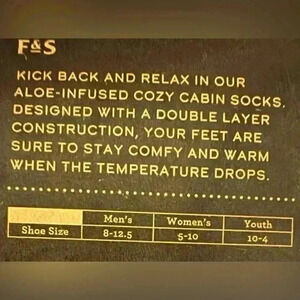 F&S
KICK BACK AND RELAX IN OUR
ALOE-INFUSED COZY CABIN SOCKS.
DESIGNED WITH A DOUBLE LAYER
CONSTRUCTION, YOUR FEET ARE
SURE TO STAY COMFY AND WARM
WHEN THE TEMPERATURE DROPS.
Men's Women's Youth
Shoe Size 8-12.5 5-10 10-4